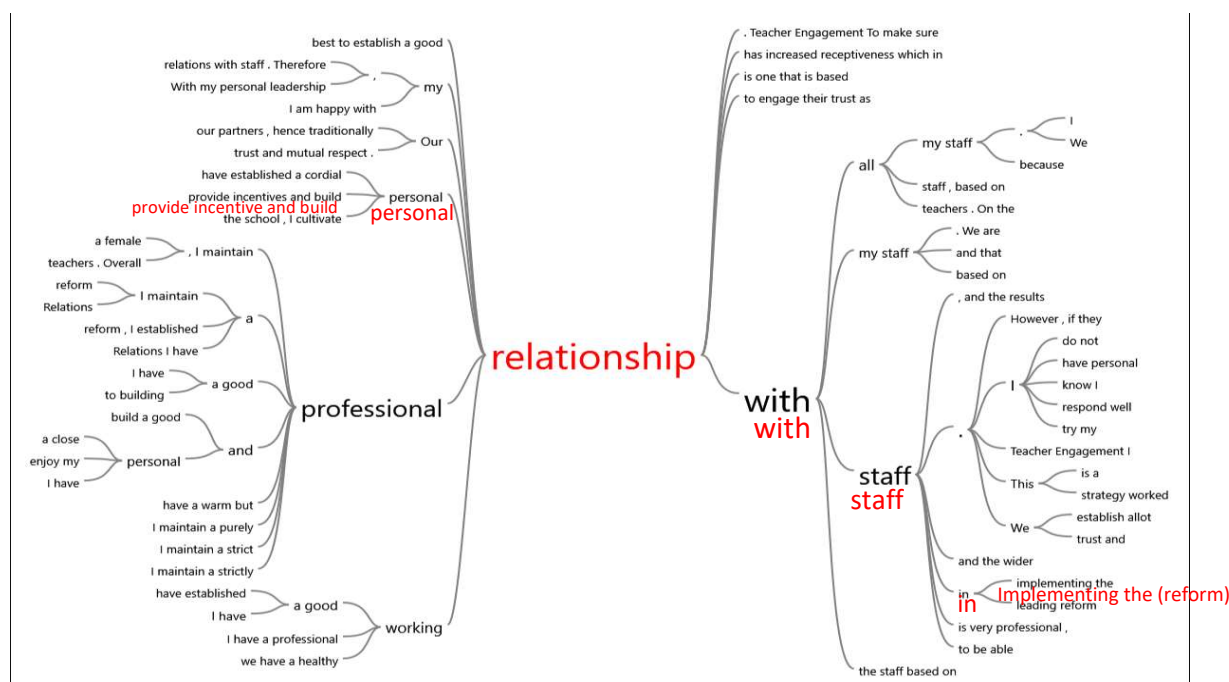 best to establish a good
relations with staff . Therefore
With my personal leadership
,
I am happy with
my
our partners , hence traditionally
trust and mutual respect .
Our
have established a cordial
provide incentives and build
provide incentive and build
the school , I cultivate
personal
personal
a female
teachers . Overall
, I maintain
reform
Relations
I maintain
reform , I established
Relations I have
a
I have
to building
a good
build a good
a close
enjoy my
I have
personal
and
have a warm but
I maintain a purely
I maintain a strict
I maintain a strictly
professional
have established
I have
a good
I have a professional
we have a healthy
working
relationship
. Teacher Engagement To make sure
has increased receptiveness which in
is one that is based
to engage their trust as
with
with
all
my staff
.
I
We
because
staff , based on
teachers . On the
my staff
. We are
and that
based on
staff
staff
, and the results
.
However , if they
I
do not
have personal
know I
respond well
try my
Teacher Engagement I
This
is a
strategy worked
We
establish allot
trust and
and the wider
in
in
implementing the
Implementing the (reform)
leading reform
is very professional ,
to be able
the staff based on